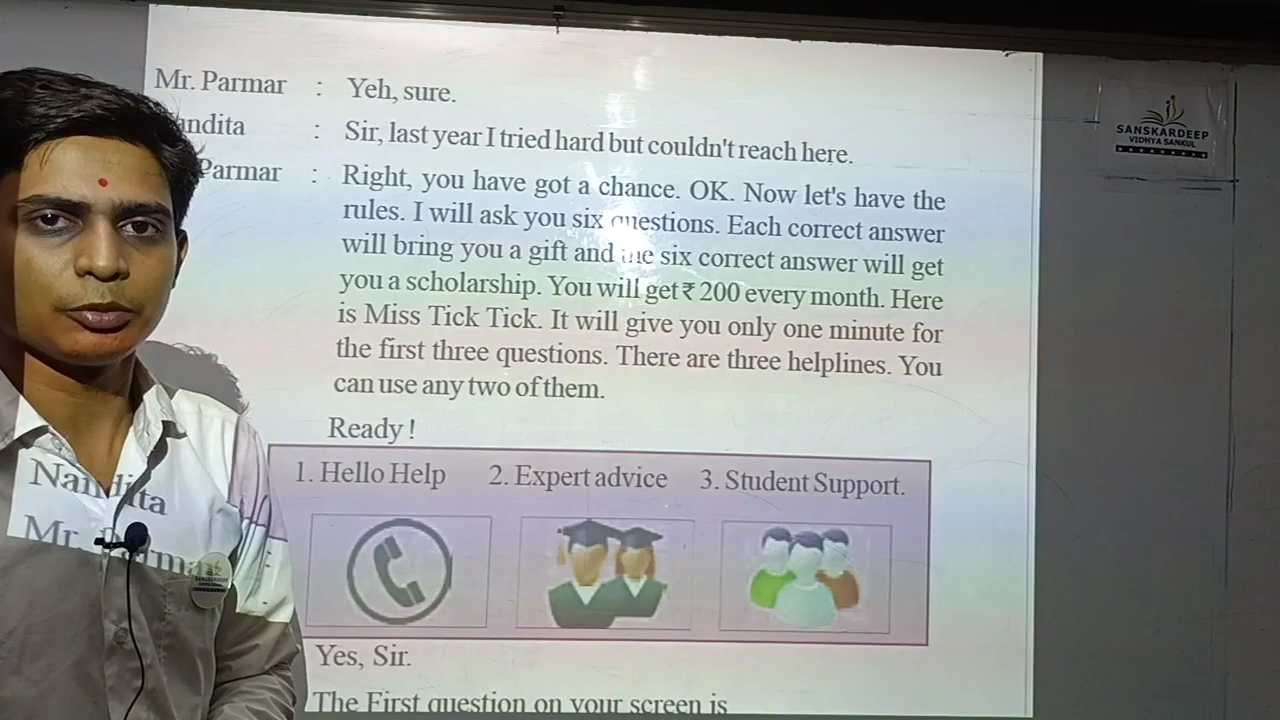 Mr. Parmar : Yeh, sure.
andita : Sir, last year I tried hard but couldn't reach here.
Parmar : Right, you have got a chance. OK. Now let's have the
rules. I will ask you six questions. Each correct answer
will bring you a gift and the six correct answer will get
you a scholarship. You will get ₹ 200 every month. Here
is Miss Tick Tick. It will give you only one minute for
the first three questions. There are three helplines. You
can use any two of them.
Ready !
1. Hello Help 2. Expert advice 3. Student Support.
Nandita : Yes, Sir.
Mr. Parma : The First question on your screen is
SANSKARDEEP
VIDHYA SANKUL